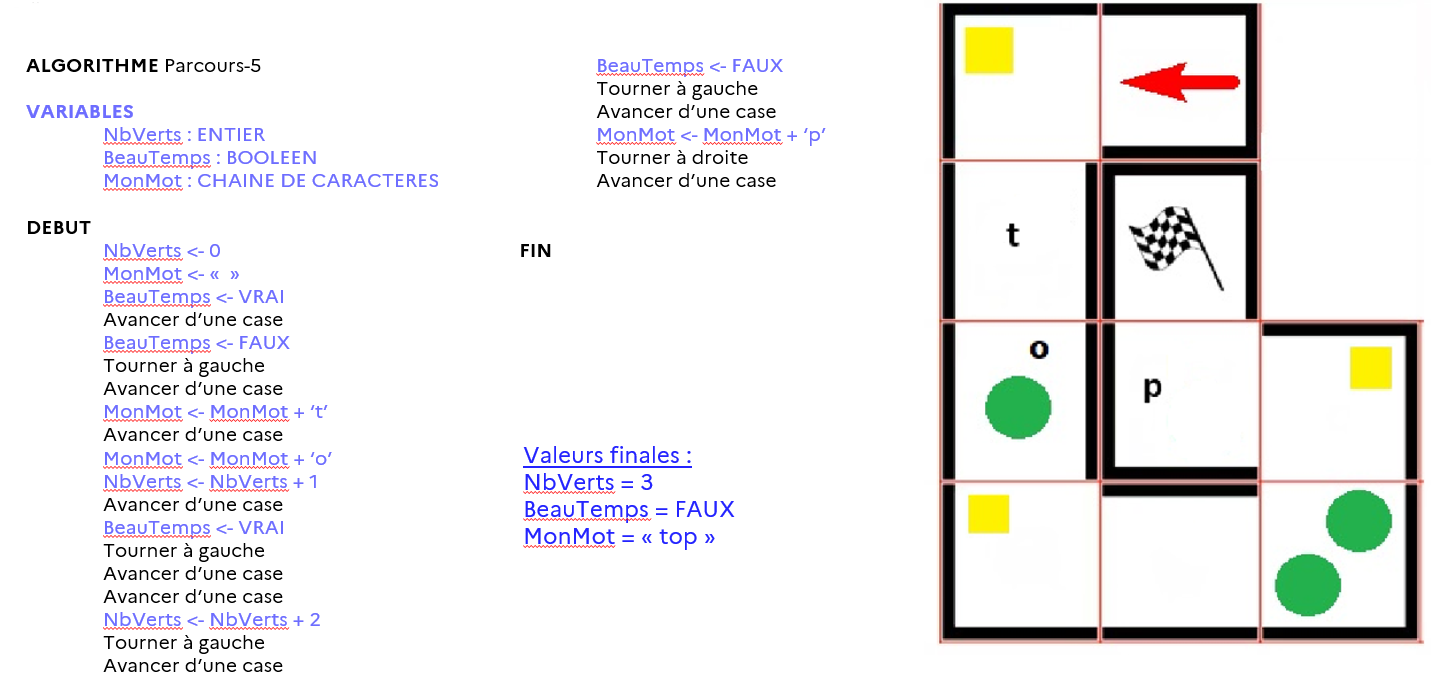 ALGORITHME Parcours-5
VARIABLES
NbVerts : ENTIER
BeauTemps : BOOLEEN
MonMot : CHAINE DE CARACTERES
DEBUT
NbVerts <- 0
MonMot <- «  »
BeauTemps <- VRAI
Avancer d’une case
BeauTemps <- FAUX
Tourner à gauche
Avancer d’une case
MonMot <- MonMot + ‘t’
Avancer d’une case
MonMot <- MonMot + ‘o’
NbVerts <- NbVerts + 1
Avancer d’une case
BeauTemps <- VRAI
Tourner à gauche
Avancer d’une case
Avancer d’une case
NbVerts <- NbVerts + 2
Tourner à gauche
Avancer d’une case
BeauTemps <- FAUX
Tourner à gauche
Avancer d’une case
MonMot <- MonMot + ‘p’
Tourner à droite
Avancer d’une case
FIN
Valeurs finales :
NbVerts = 3
BeauTemps = FAUX
MonMot = « top »
t
o
p